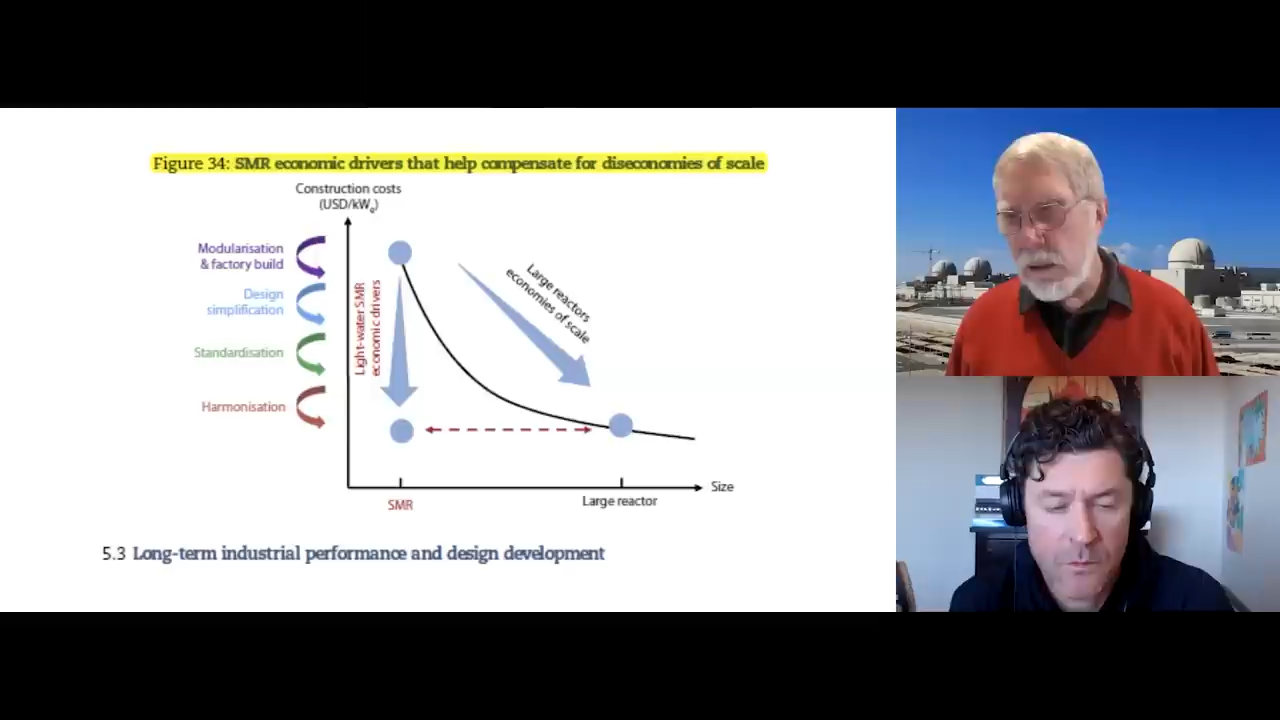 Figure 34: SMR economic drivers that help compensate for diseconomies of scale
Construction costs
(USD/kWe)
Modularisation
& factory build
Design
simplification
Standardisation
Harmonisation
Light-water SMR
economic drivers
Large reactors
economies of scale
Size
SMR
Large reactor
5.3 Long-term industrial performance and design development